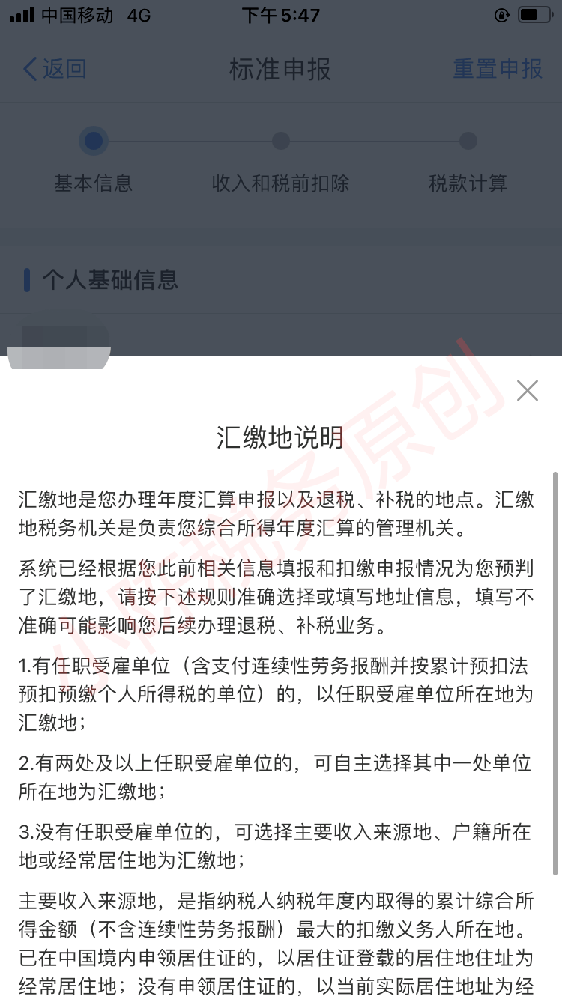 中国移动 4G 下午5:47
返回 标准申报 重置申报
基本信息 收入和税前扣除 税款计算
个人基础信息
汇缴地说明
汇缴地是您办理年度汇算申报以及退税、补税的地点。汇缴
地税务机关是负责您综合所得年度汇算的管理机关。
系统已经根据您此前相关信息填报和扣缴申报情况为您预判
了汇缴地，请按下述规则准确选择或填写地址信息，填写不
准确可能影响您后续办理退税、补税业务。
1.有任职受雇单位（含支付连续性劳务报酬并按累计预扣法
预扣预缴个人所得税的单位）的，以任职受雇单位所在地为
汇缴地；
2.有两处及以上任职受雇单位的，可自主选择其中一处单位
所在地为汇缴地；
3.没有任职受雇单位的，可选择主要收入来源地、户籍所在
地或经常居住地为汇缴地；
主要收入来源地，是指纳税人纳税年度内取得的累计综合所
得金额（不含连续性劳务报酬）最大的扣缴义务人所在地。
已在中国境内申领居住证的，以居住证登载的居住地住址为
经常居住地；没有申领居住证的，以当前实际居住地址为经
小陈税务原创